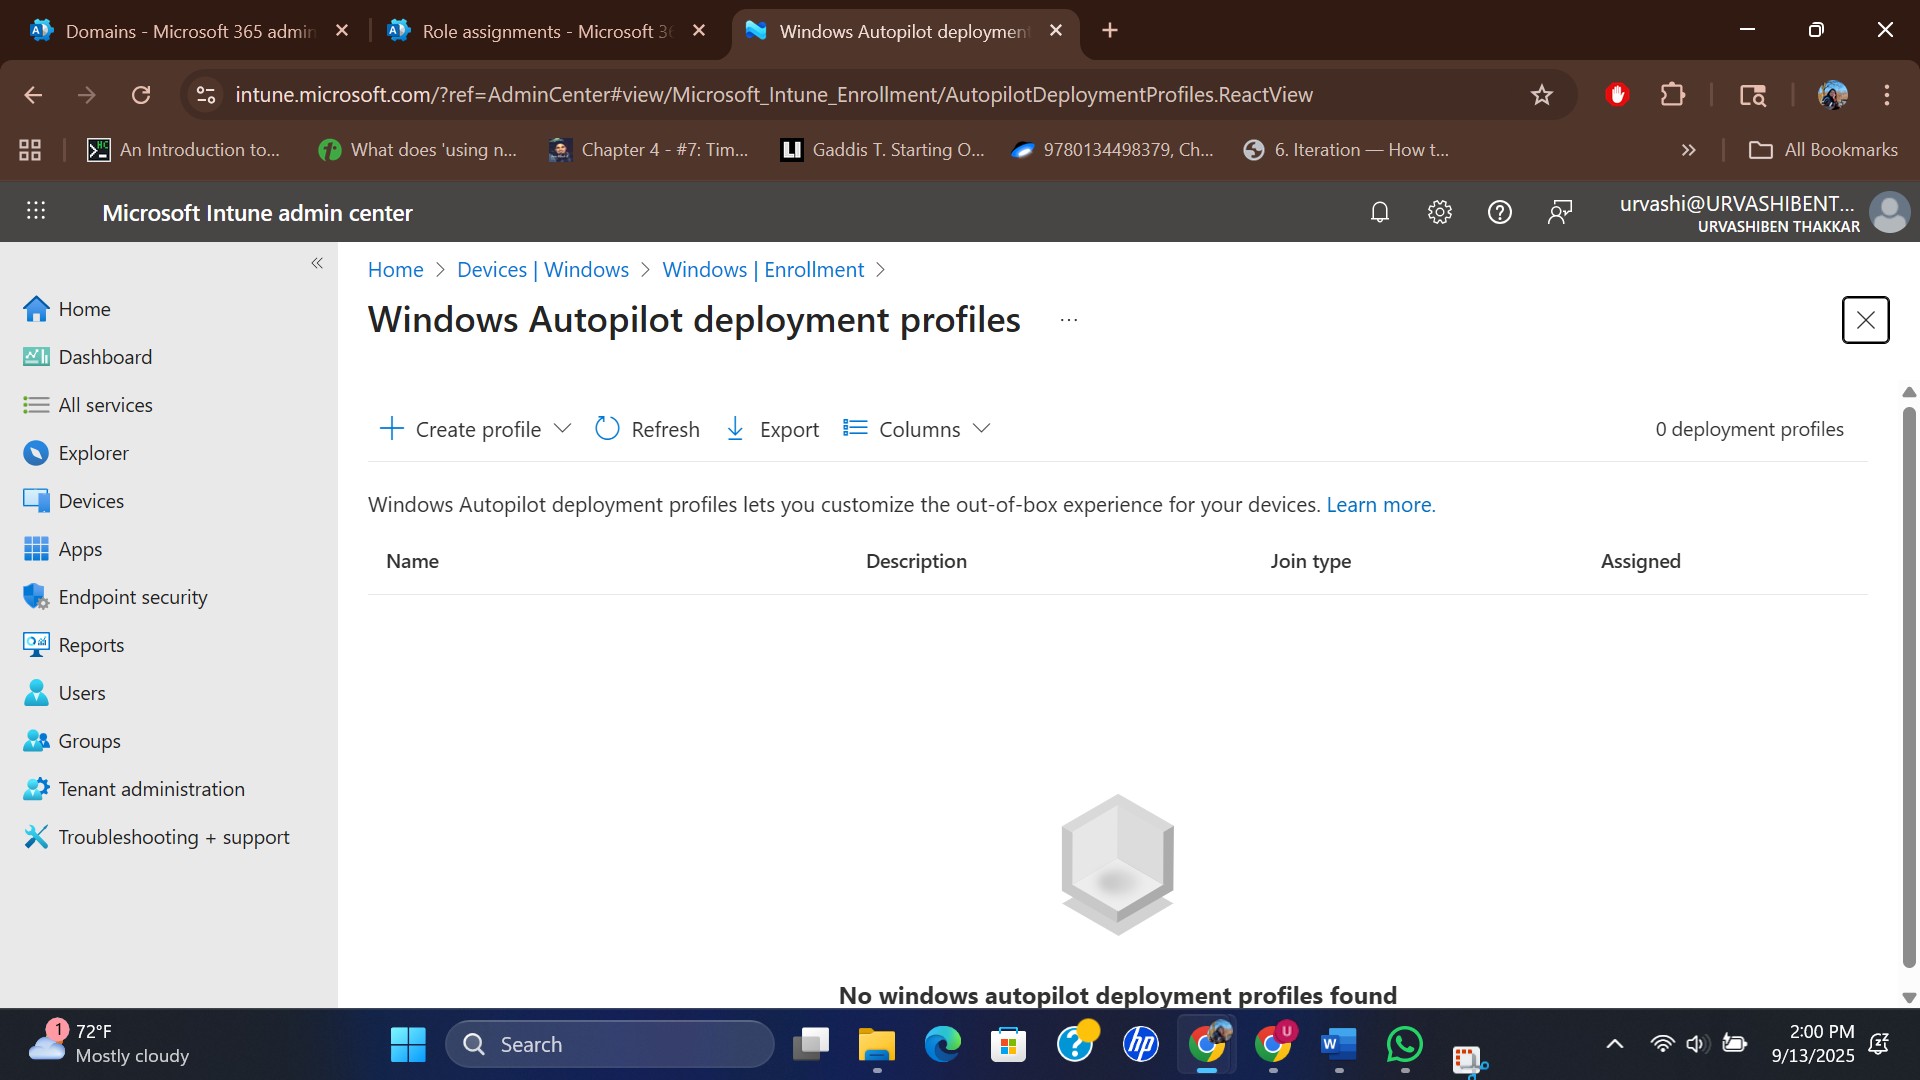 Domains - Microsoft 365 admin
Role assignments - Microsoft 36
Windows Autopilot deployment
intune.microsoft.com/?ref=AdminCenter#view/Microsoft_Intune_Enrollment/AutopilotDeploymentProfiles.ReactView
An Introduction to...
What does 'using n...
Chapter 4 - #7: Tim...
Gaddis T. Starting O...
9780134498379, Ch...
6. Iteration — How t...
All Bookmarks
Microsoft Intune admin center
urvashi@URVASHIBENT...
URVASHIBEN THAKKAR
Home
Dashboard
All services
Explorer
Devices
Apps
Endpoint security
Reports
Users
Groups
Tenant administration
Troubleshooting + support
Home > Devices | Windows > Windows | Enrollment >
Windows Autopilot deployment profiles ...
Create profile Refresh Export Columns
0 deployment profiles
Windows Autopilot deployment profiles lets you customize the out-of-box experience for your devices. Learn more.
Name Description Join type Assigned
No windows autopilot deployment profiles found
1
72°F
Mostly cloudy
Search
hp
U
W
2:00 PM
9/13/2025